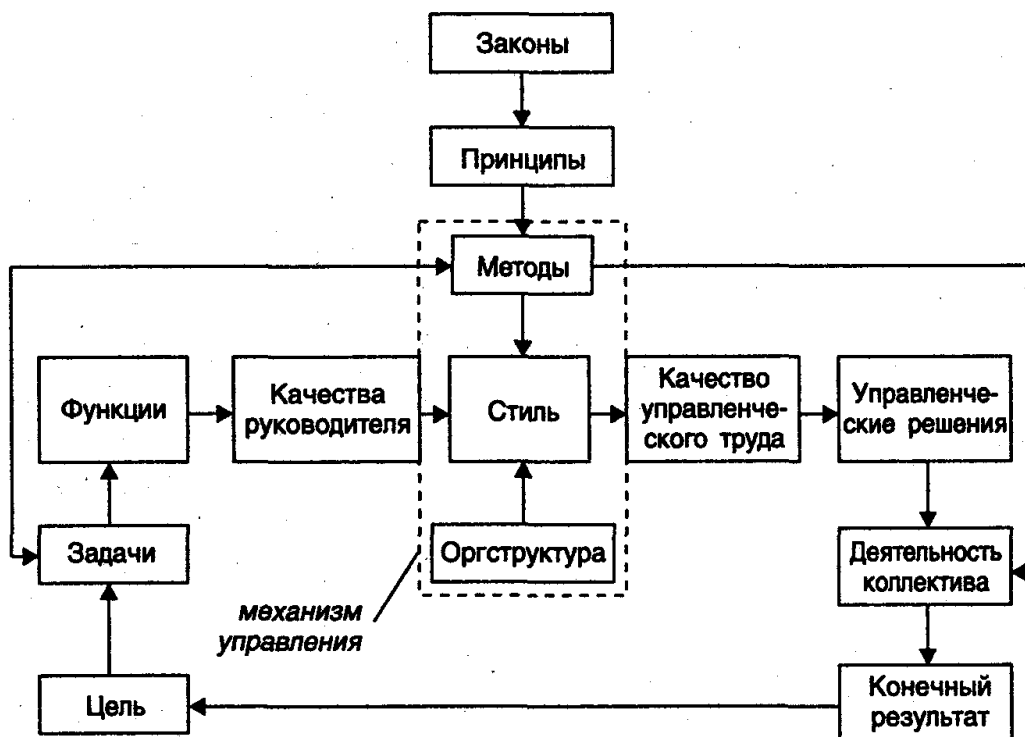 Законы
Принципы
Методы
Функции
Качества
руководителя
Стиль
Качество
управленче-
ского труда
Управленче-
ские решения
Задачи
Оргструктура
Деятельность
коллектива
механизм
управления
Цель
Конечный
результат